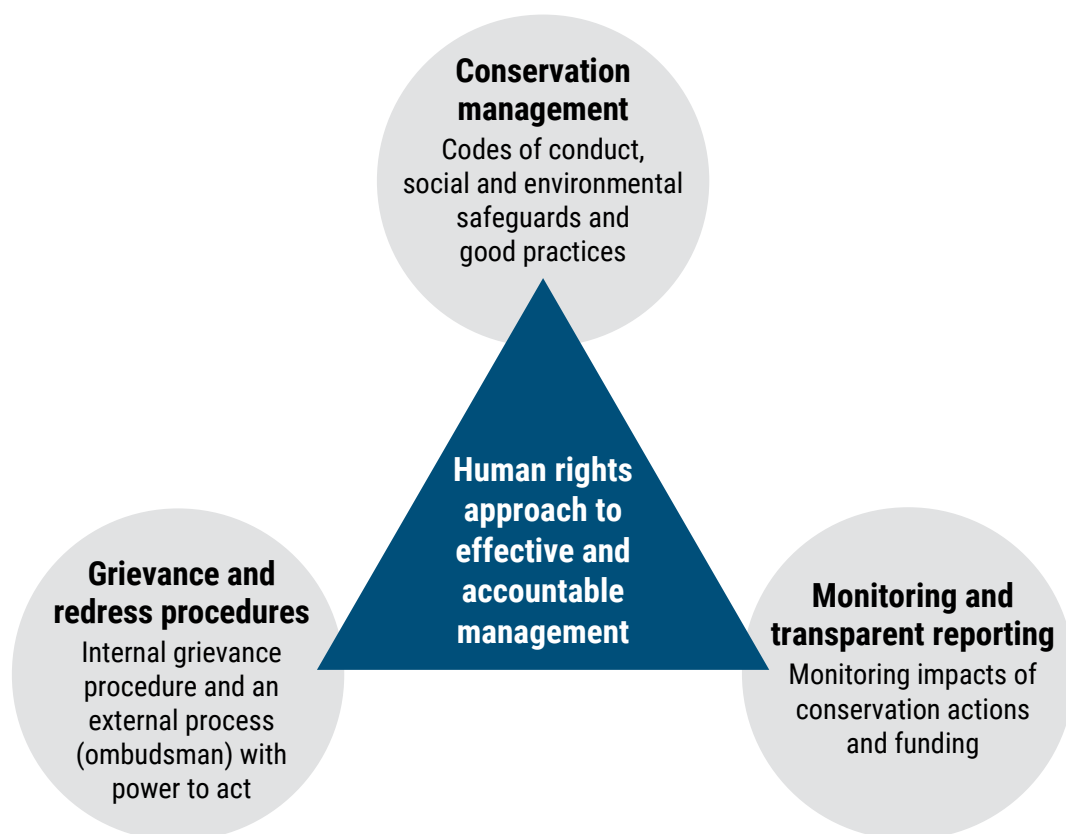 Conservation
management
Codes of conduct,
social and environmental
safeguards and
good practices
Human rights
approach to
effective and
accountable
management
Grievance and
redress procedures
Internal grievance
procedure and an
external process
(ombudsman) with
power to act
Monitoring and
transparent reporting
Monitoring impacts of
conservation actions
and funding